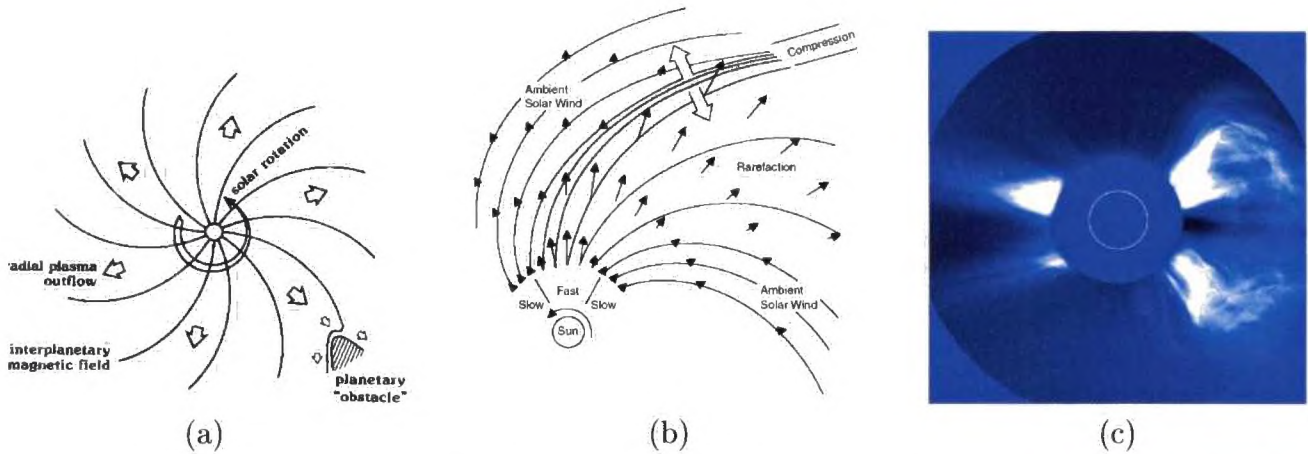 solar rotation
radial plasma
outflow
interplanetary
magnetic field
planetary
"obstacle"
(a)
Compression
Ambient
Solar Wind
Rarefaction
Fast
Slow
Slow
Ambient
Solar Wind
Sun
(b)
(c)